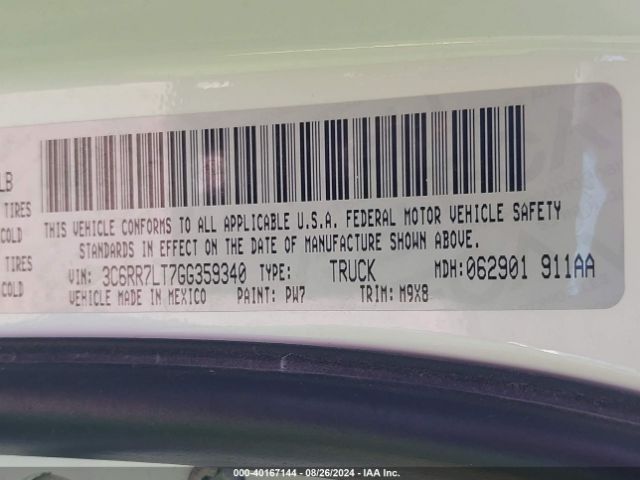 LB
TIRES
COLD
TIRES
COLD
THIS VEHICLE CONFORMS TO ALL APPLICABLE U.S.A. FEDERAL MOTOR VEHICLE SAFETY
STANDARDS IN EFFECT ON THE DATE OF MANUFACTURE SHOWN ABOVE.
VIN: 3C6RR7LT7GG359340 TYPE: TRUCK MDH:062901 911AA
VEHICLE MADE IN MEXICO PAINT: PW7 TRIM: M9X8
000-40167144 - 08/26/2024 - IAA Inc.